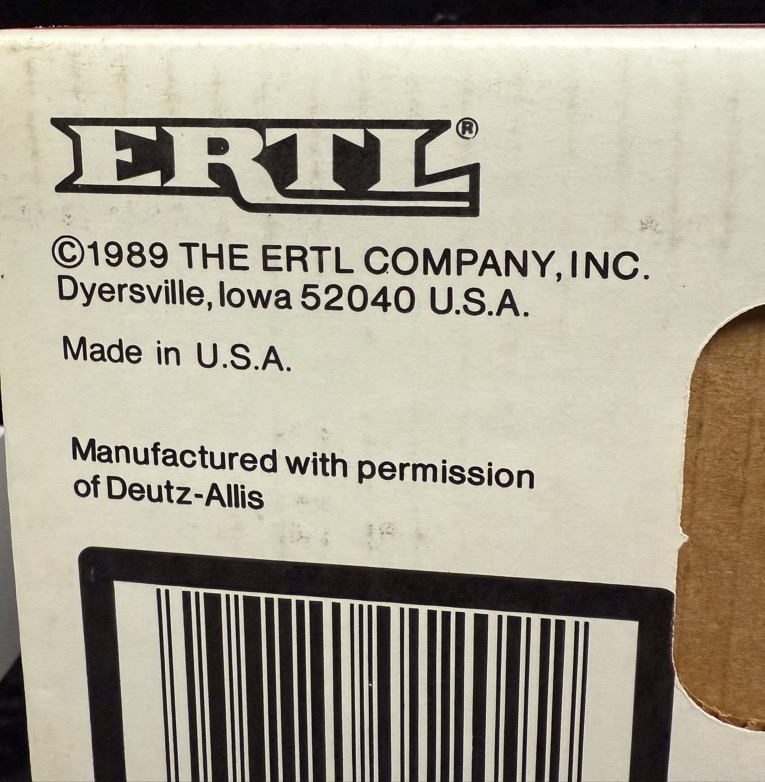 ERTL®
©1989 THE ERTL COMPANY, INC.
Dyersville, Iowa 52040 U.S.A.
Made in U.S.A.
Manufactured with permission
of Deutz-Allis